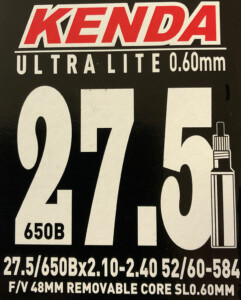 KENDA
ULTRA LITE 0.60mm
27.5
650B
27.5/650Bx2.10-2.40 52/60-584
F/V 48MM REMOVABLE CORE SL0.60MM